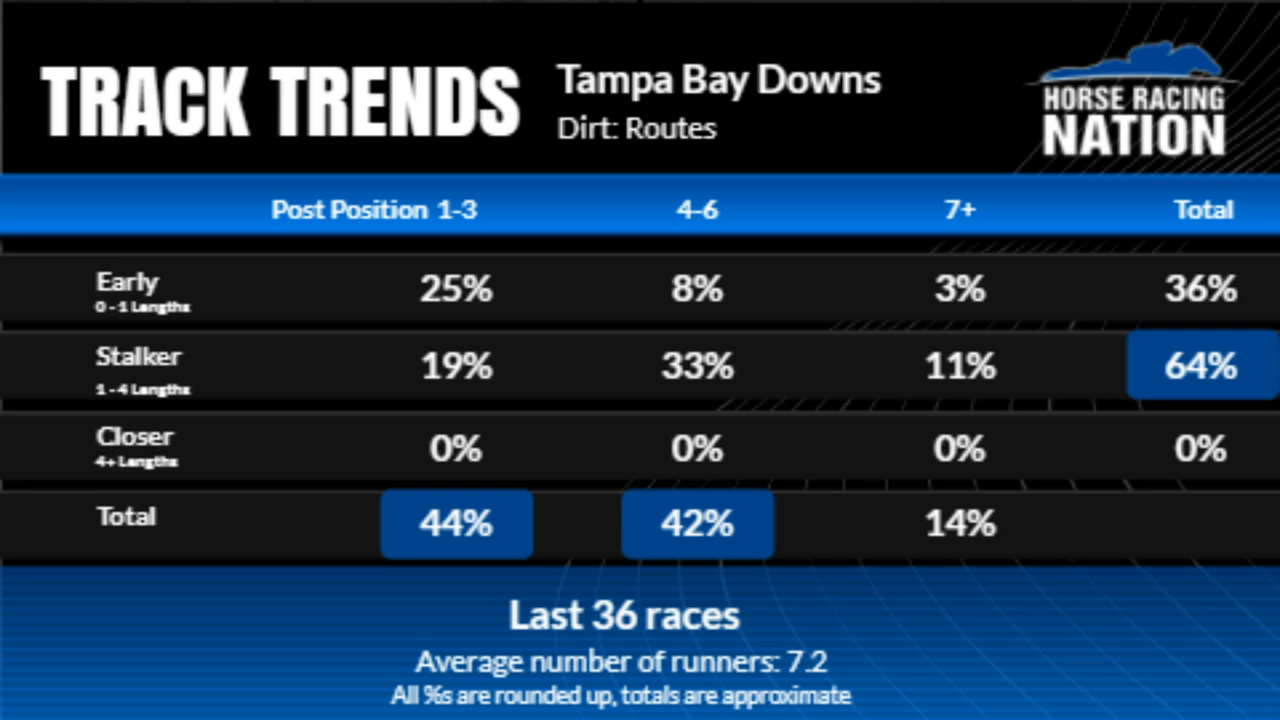 TRACK TRENDS
Tampa Bay Downs
Dirt: Routes
HORSE RACING
NATION
Post Position 1-3 4-6 7+ Total
Early 25% 8% 3% 36%
0 - 1 Lengths
Stalker 19% 33% 11% 64%
1 - 4 Lengths
Closer 0% 0% 0% 0%
4+ Lengths
Total 44% 42% 14%
Last 36 races
Average number of runners: 7.2
All %s are rounded up, totals are approximate